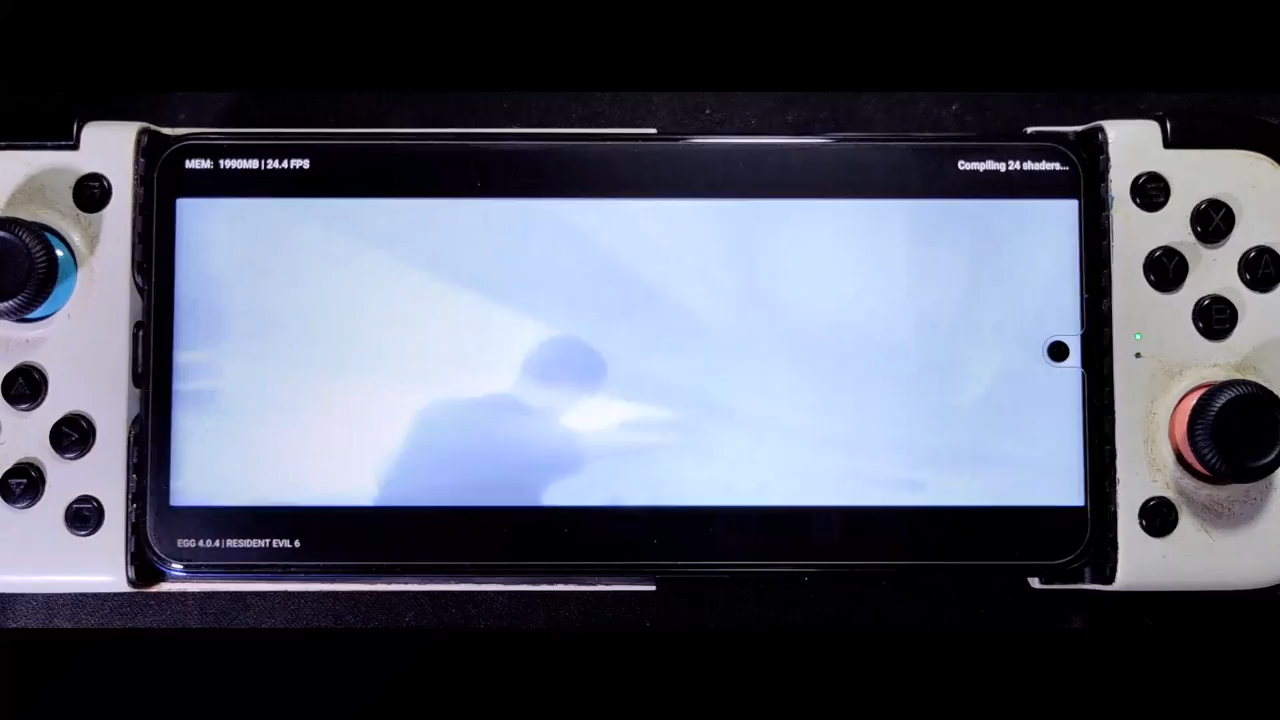 MEM: 1990MB | 24.4 FPS
Compiling 24 shaders...
X
Y
A
B
EGG 4.0.4 | RESIDENT EVIL 6